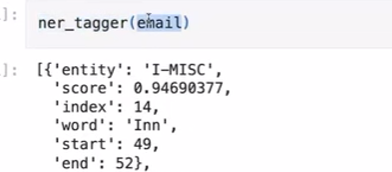 ]:
ner_tagger(email)
]:
[{'entity': 'I-MISC',
'score': 0.94690377,
'index': 14,
'word': 'Inn',
'start': 49,
'end': 52},